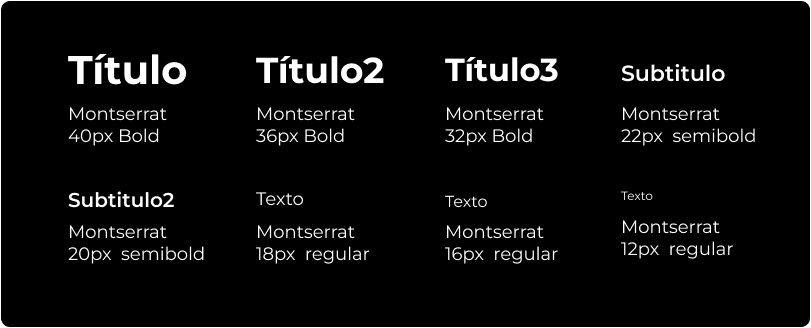 Título
Montserrat
40px Bold
Título2
Montserrat
36px Bold
Título3
Montserrat
32px Bold
Subtitulo
Montserrat
22px  semibold
Subtitulo2
Montserrat
20px  semibold
Texto
Montserrat
18px  regular
Texto
Montserrat
16px  regular
Texto
Montserrat
12px  regular